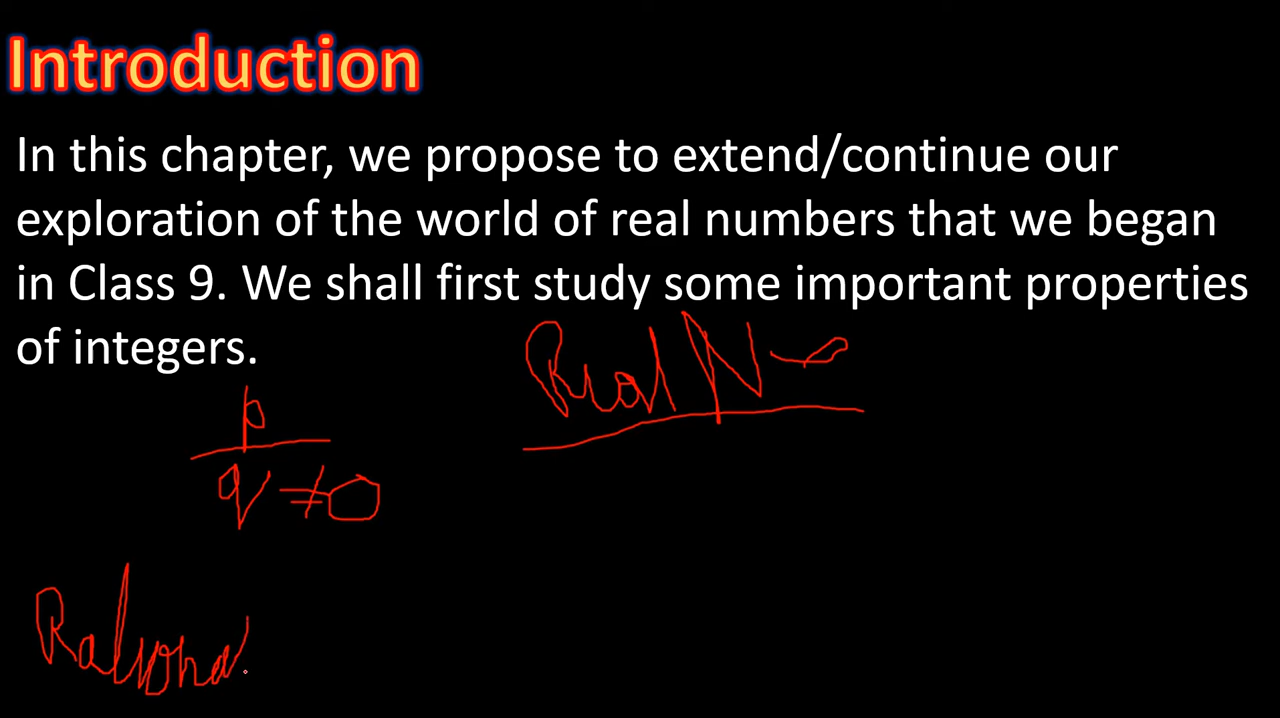 Introduction
In this chapter, we propose to extend/continue our
exploration of the world of real numbers that we began
in Class 9. We shall first study some important properties
of integers.
Real N
p
q ≠ 0
Rational